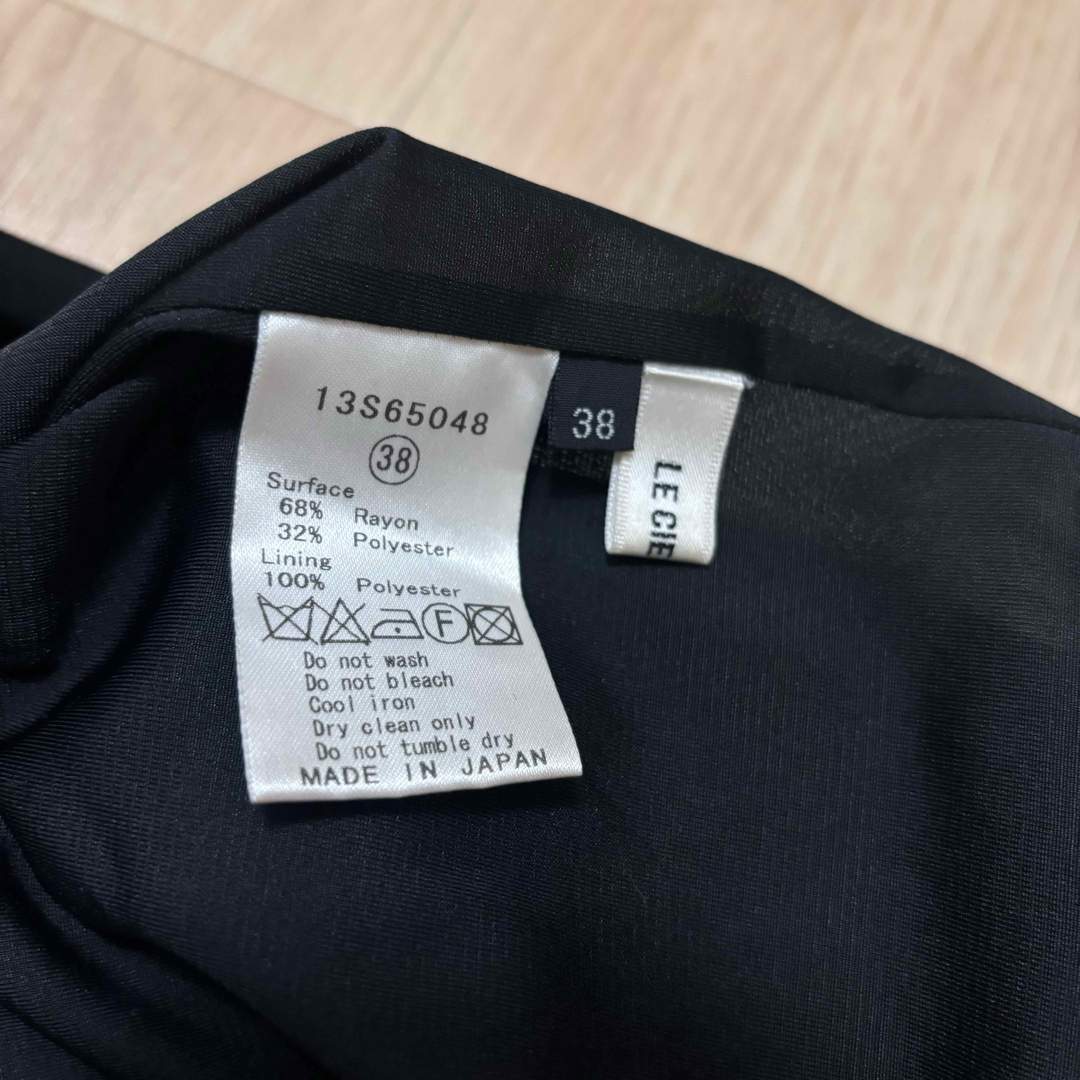 13S65048
38
Surface
68% Rayon
32% Polyester
Lining
100% Polyester
F
Do not wash
Do not bleach
Cool iron
Dry clean only
Do not tumble dry
MADE IN JAPAN
38
LE CIE